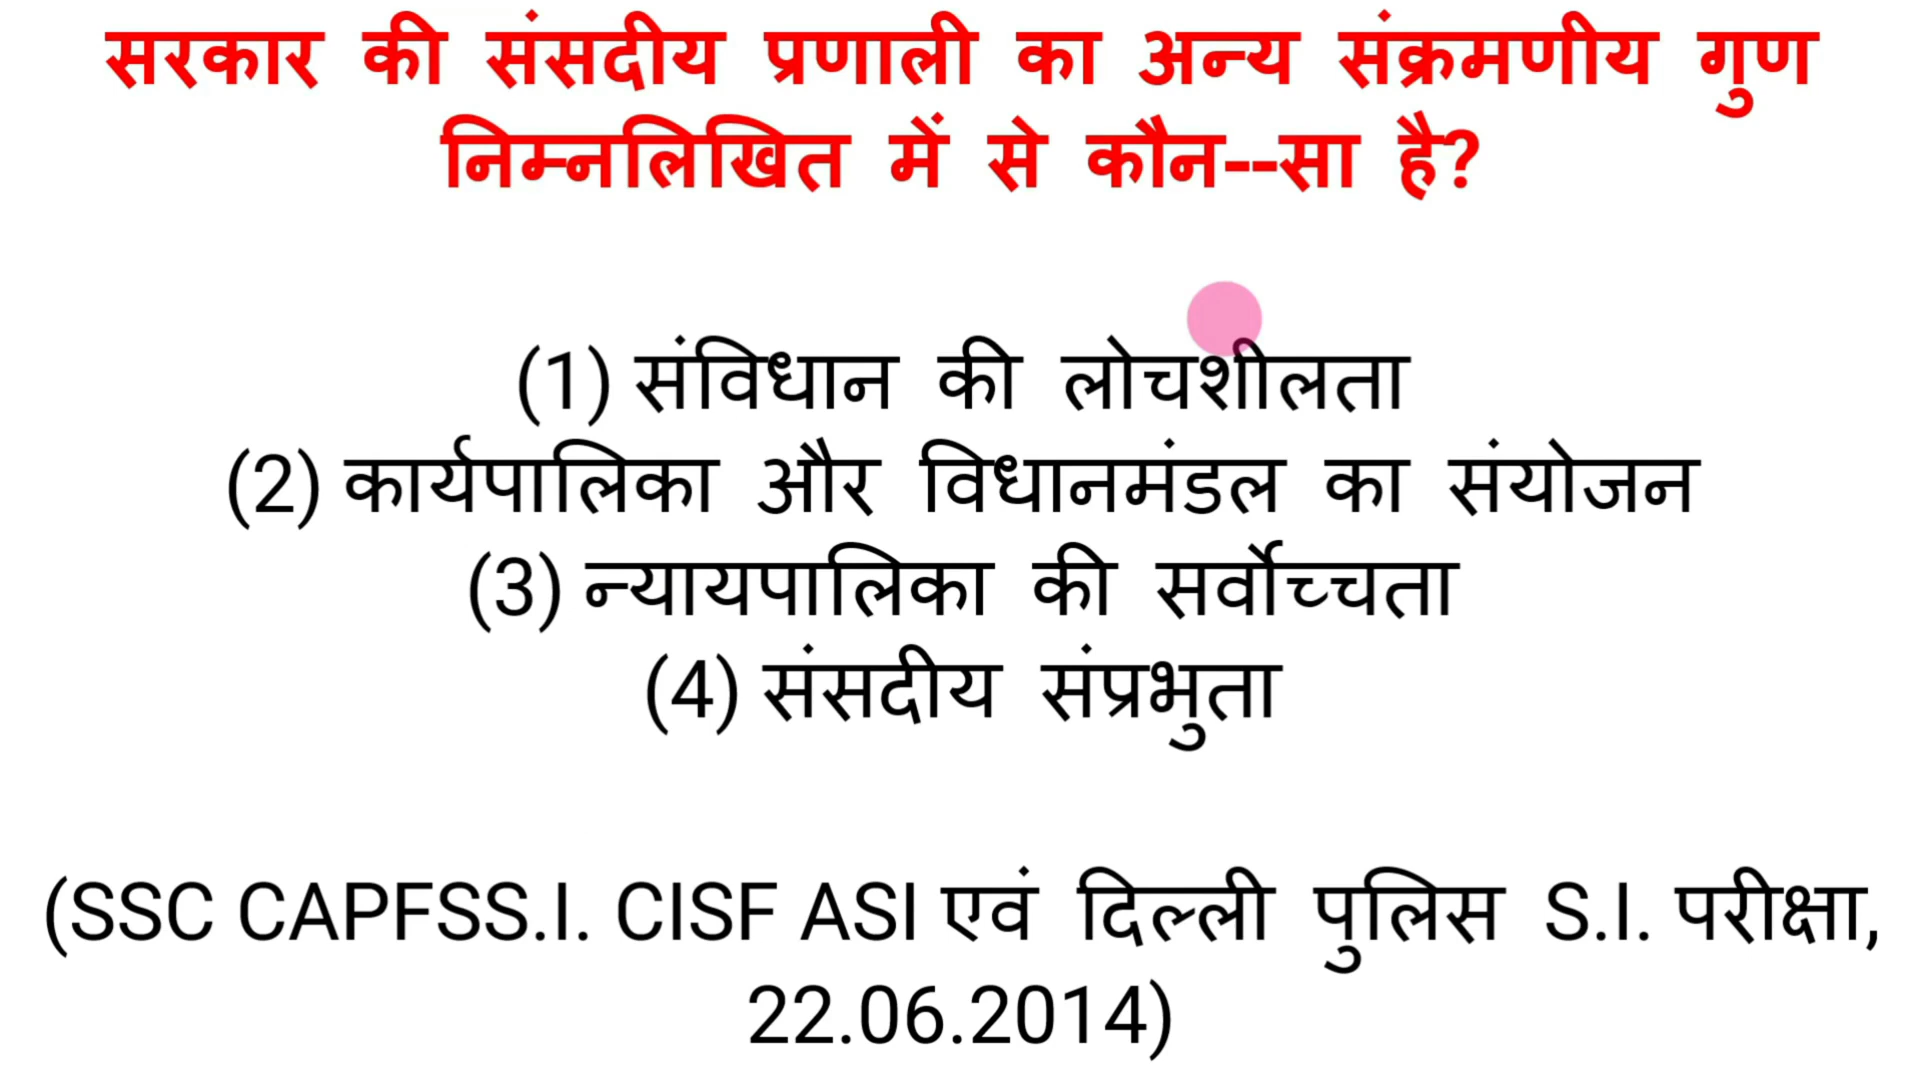 सरकार की संसदीय प्रणाली का अन्य संक्रमणीय गुण
निम्नलिखित में से कौन--सा है?
(1) संविधान की लोचशीलता
(2) कार्यपालिका और विधानमंडल का संयोजन
(3) न्यायपालिका की सर्वोच्चता
(4) संसदीय संप्रभुता
(SSC CAPFSS.I. CISF ASI एवं दिल्ली पुलिस S.I. परीक्षा,
22.06.2014)